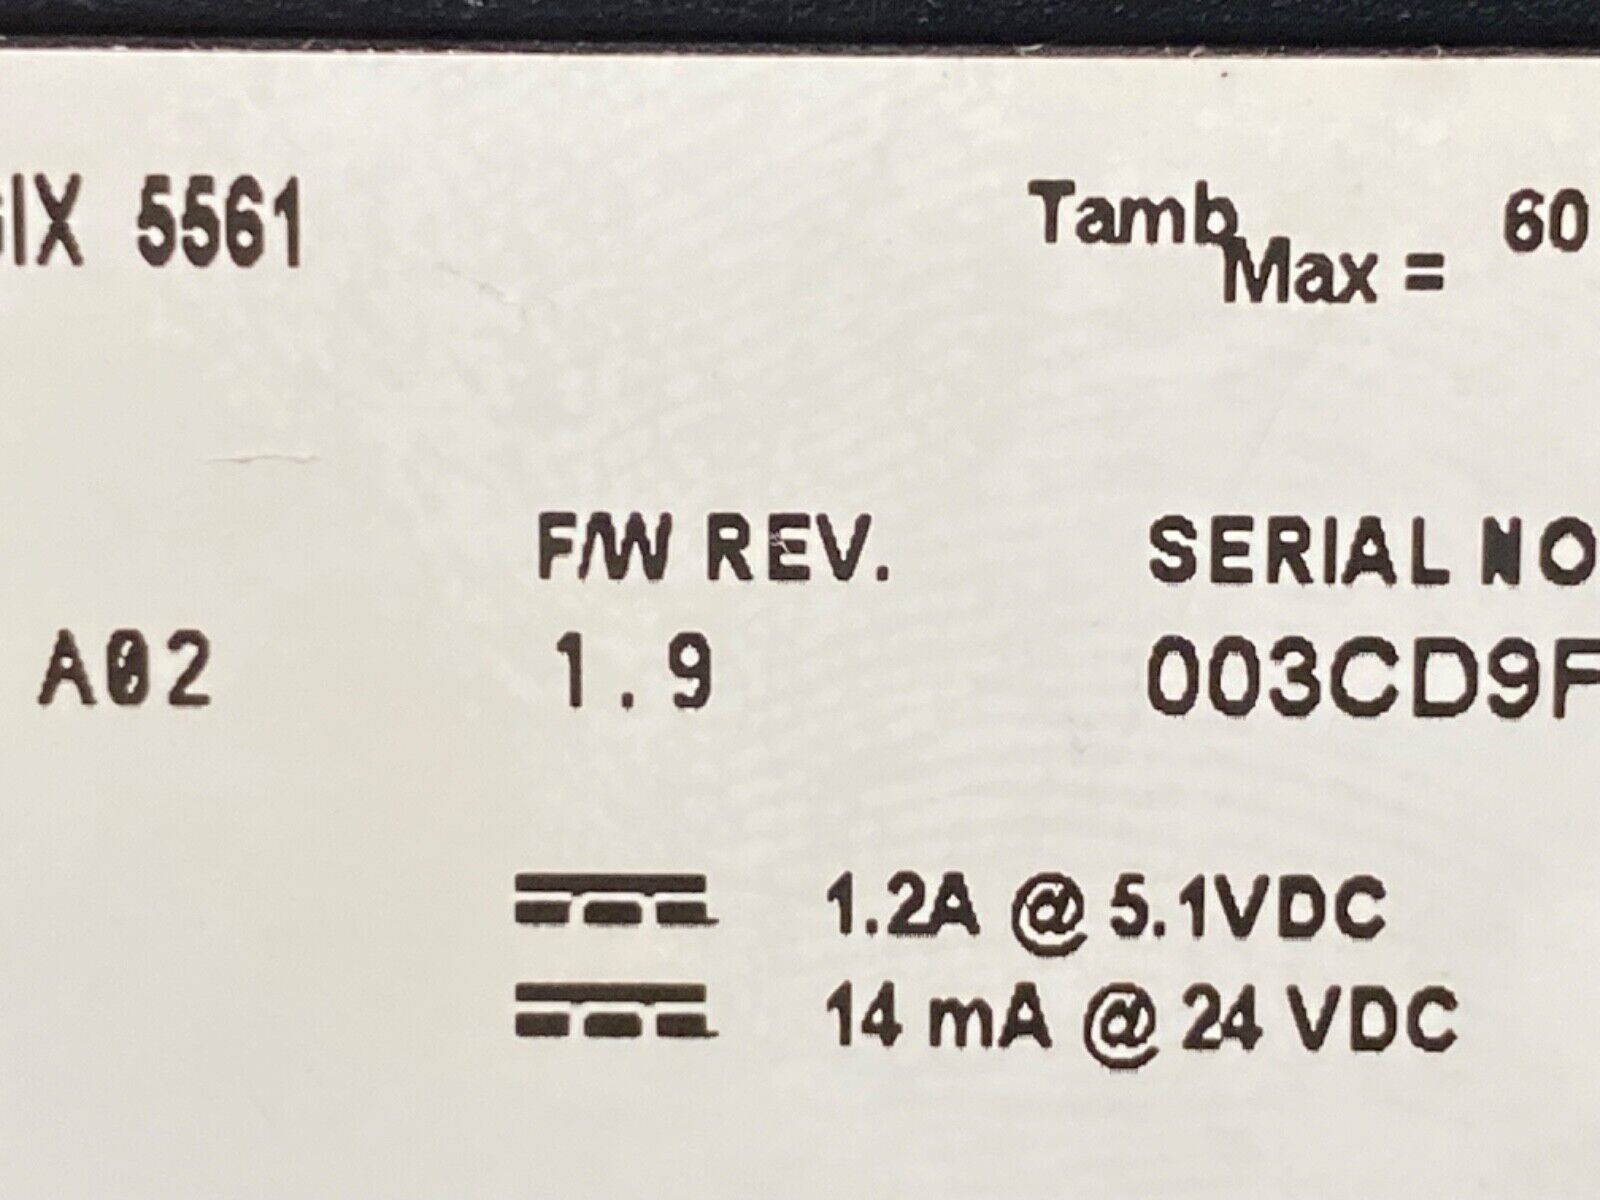 GIX 5561
Tamb Max = 60
F/W REV. SERIAL NO
A02 1.9 003CD9F
1.2A @ 5.1VDC
14 mA @ 24 VDC